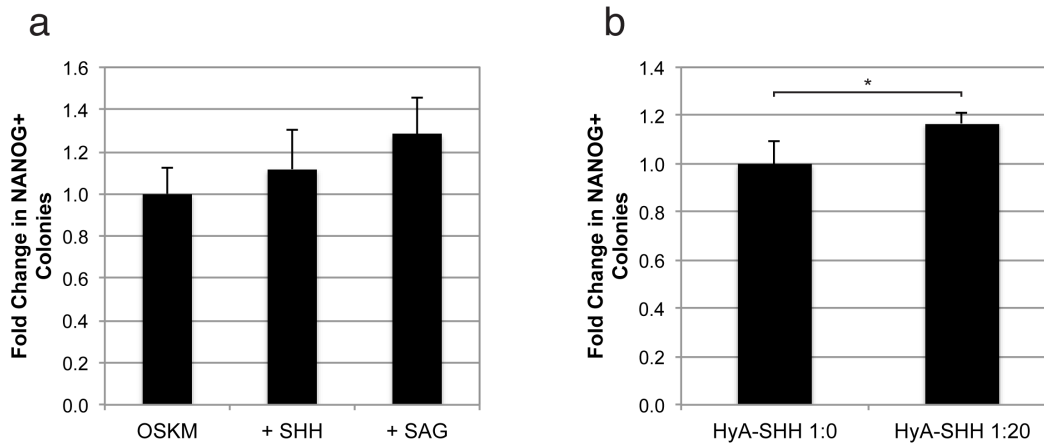 a
Fold Change in NANOG+
Colonies
1.6
1.4
1.2
1.0
0.8
0.6
0.4
0.2
0.0
OSKM
+ SHH
+ SAG
b
Fold Change in NANOG+
Colonies
1.4
1.2
1.0
0.8
0.6
0.4
0.2
0.0
*
HyA-SHH 1:0
HyA-SHH 1:20